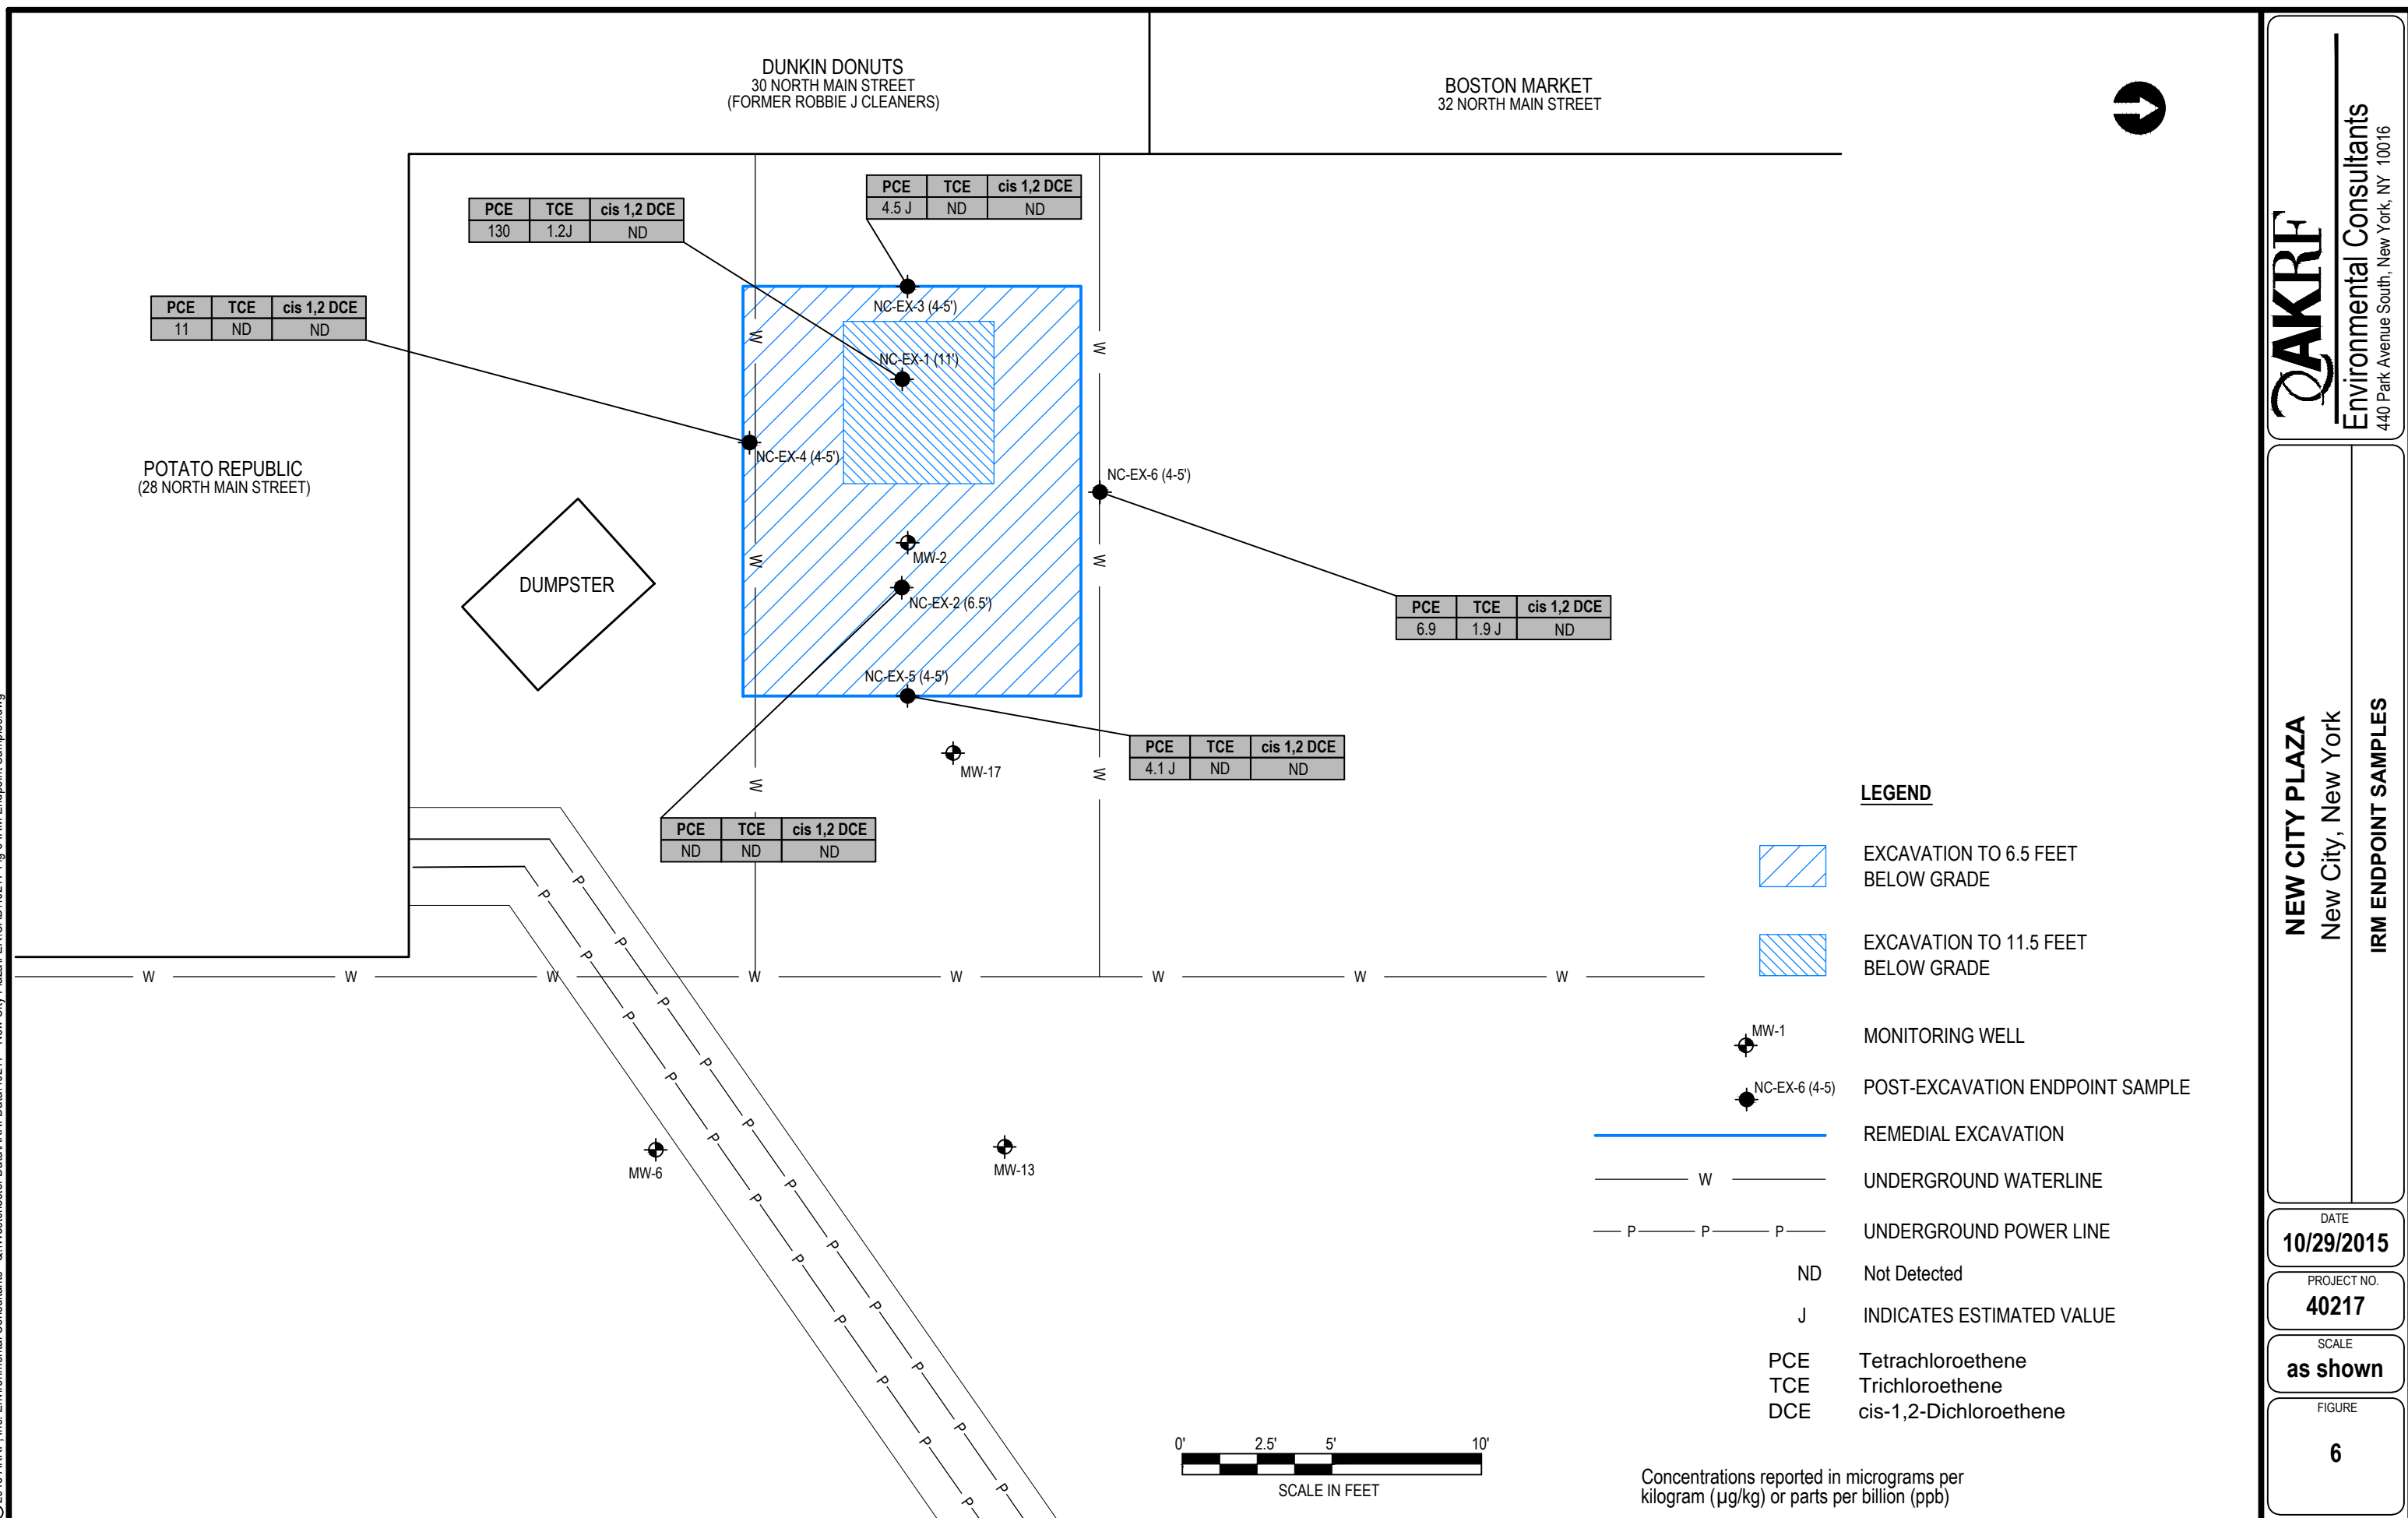 DUNKIN DONUTS
30 NORTH MAIN STREET
(FORMER ROBBIE J CLEANERS)
BOSTON MARKET
32 NORTH MAIN STREET
PCE TCE cis 1,2 DCE
4.5 J ND ND
PCE TCE cis 1,2 DCE
130 1.2J ND
PCE TCE cis 1,2 DCE
11 ND ND
NC-EX-3 (4-5')
W
W
NC-EX-1 (11')
NC-EX-4 (4-5')
POTATO REPUBLIC
(28 NORTH MAIN STREET)
NC-EX-6 (4-5')
DUMPSTER
MW-2
W
W
NC-EX-2 (6.5')
PCE TCE cis 1,2 DCE
6.9 1.9 J ND
NC-EX-5 (4-5')
PCE TCE cis 1,2 DCE
4.1 J ND ND
MW-17
W
W
PCE TCE cis 1,2 DCE
ND ND ND
W W W W W W W W
P P P P P P P P P P
P P P P P P P P P P P
MW-6
MW-13
LEGEND
EXCAVATION TO 6.5 FEET
BELOW GRADE
EXCAVATION TO 11.5 FEET
BELOW GRADE
MW-1 MONITORING WELL
NC-EX-6 (4-5) POST-EXCAVATION ENDPOINT SAMPLE
REMEDIAL EXCAVATION
W UNDERGROUND WATERLINE
P P P UNDERGROUND POWER LINE
ND Not Detected
J INDICATES ESTIMATED VALUE
PCE Tetrachloroethene
TCE Trichloroethene
DCE cis-1,2-Dichloroethene
0' 2.5' 5' 10'
SCALE IN FEET
Concentrations reported in micrograms per
kilogram (µg/kg) or parts per billion (ppb)
AKRF
Environmental Consultants
440 Park Avenue South, New York, NY 10016
NEW CITY PLAZA
New City, New York
IRM ENDPOINT SAMPLES
DATE
10/29/2015
PROJECT NO.
40217
SCALE
as shown
FIGURE
6